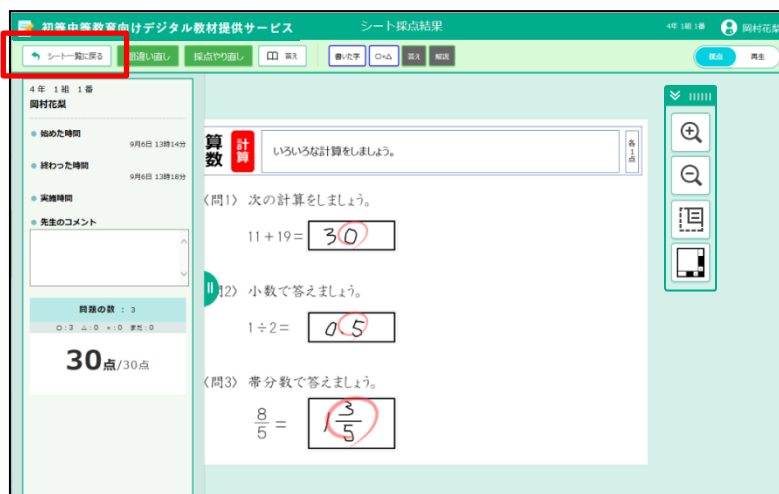 初等中等教育向けデジタル教材提供サービス
シート採点結果
4年 1組 1番
岡村花梨
シート一覧に戻る
間違い直し
採点やり直し
答え
書いた字
○×△
答え
解説
採点
再生
4年 1組 1番
岡村花梨
始めた時間
9月6日 13時14分
終わった時間
9月6日 13時18分
実施時間
先生のコメント
問題の数 : 3
○:3 △:0 ×:0 まだ:0
30点/30点
算数
計算
いろいろな計算をしましょう。
各1点
〈問1〉 次の計算をしましょう。
11+19= 30
〈問2〉 小数で答えましょう。
1÷2= 0.5
〈問3〉 帯分数で答えましょう。
8/5 = 1 3/5